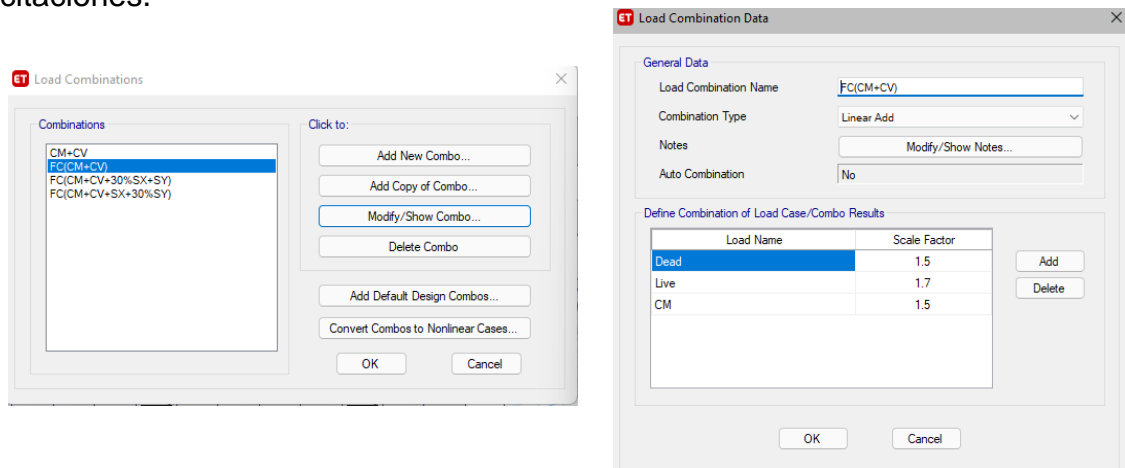 citaciones.
ET Load Combinations
Combinations
CM+CV
FC(CM+CV)
FC(CM+CV+30%SX+SY)
FC(CM+CV+SX+30%SY)
Click to:
Add New Combo...
Add Copy of Combo...
Modify/Show Combo...
Delete Combo
Add Default Design Combos...
Convert Combos to Nonlinear Cases...
OK Cancel
ET Load Combination Data
General Data
Load Combination Name FC(CM+CV)
Combination Type Linear Add
Notes Modify/Show Notes...
Auto Combination No
Define Combination of Load Case/Combo Results
Load Name Scale Factor
Dead 1.5 Add
Live 1.7 Delete
CM 1.5
OK Cancel